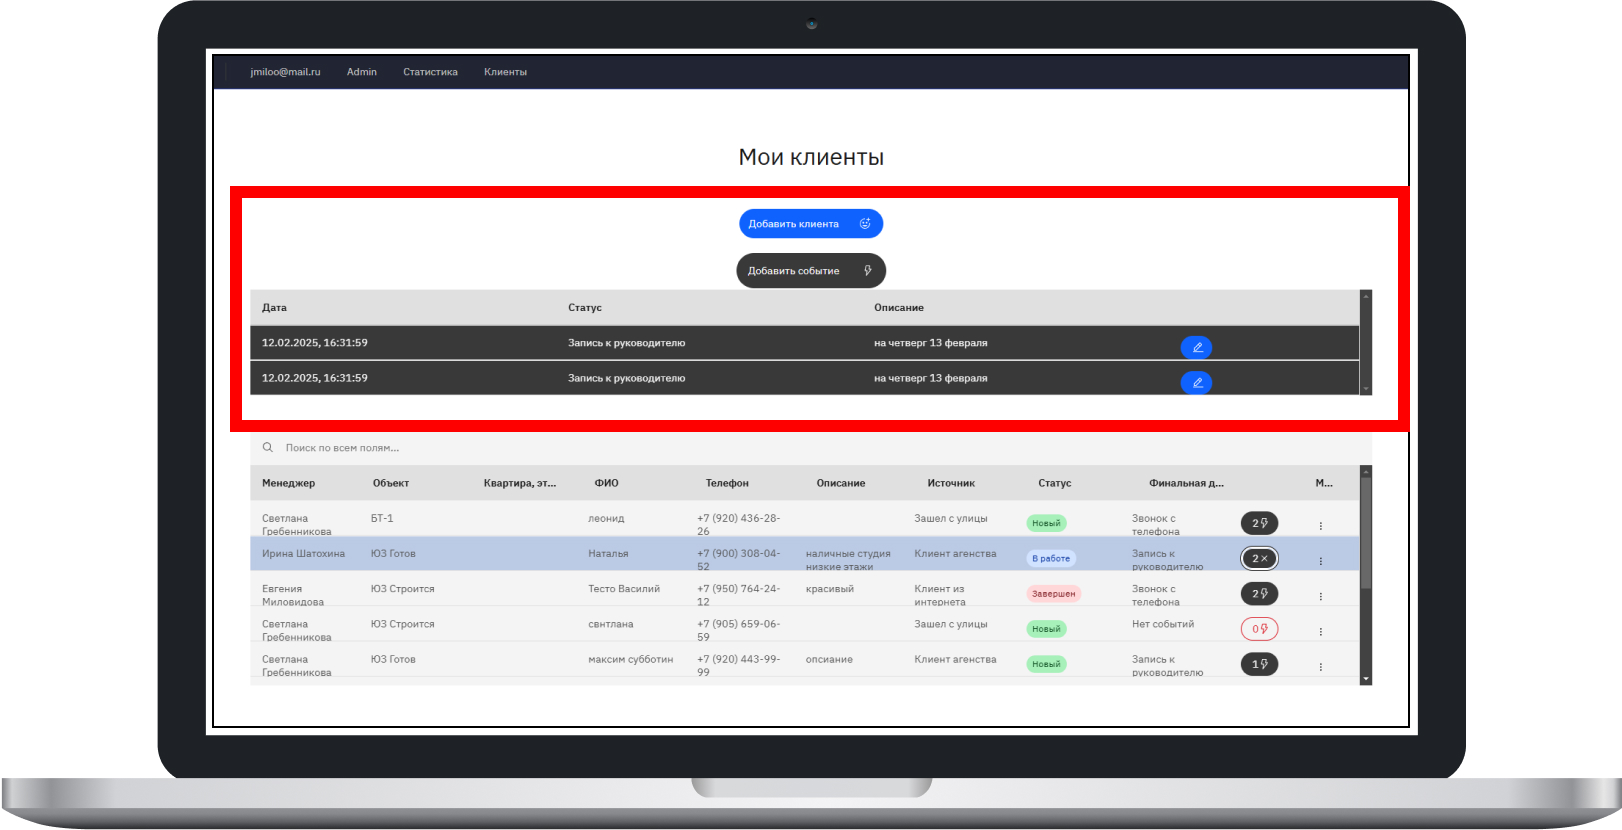 jmiloo@mail.ru Admin Статистика Клиенты
Мои клиенты
Добавить клиента
Добавить событие
Дата Статус Описание
12.02.2025, 16:31:59 Запись к руководителю на четверг 13 февраля
12.02.2025, 16:31:59 Запись к руководителю на четверг 13 февраля
Поиск по всем полям...
Менеджер Объект Квартира, эт... ФИО Телефон Описание Источник Статус Финальная д... М...
Светлана БТ-1 леонид +7 (920) 436-28- Зашел с улицы Новый Звонок с 2
Гребенникова 26 телефона
Ирина Шатохина ЮЗ Готов Наталья +7 (900) 308-04- наличные студия Клиент агенства В работе Запись к 2 ×
52 низкие этажи руководителю
Евгения ЮЗ Строится Тесто Василий +7 (950) 764-24- красивый Клиент из Завершен Звонок с 2
Миловидова 12 интернета телефона
Светлана ЮЗ Строится свнтлана +7 (905) 659-06- Зашел с улицы Новый Нет событий 0
Гребенникова 59
Светлана ЮЗ Готов максим субботин +7 (920) 443-99- опсиание Клиент агенства Новый Запись к 1
Гребенникова 99 руководителю